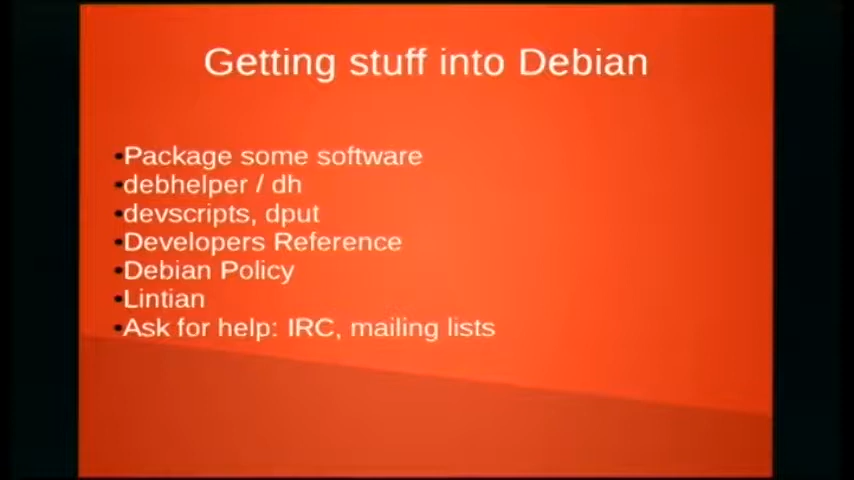 Getting stuff into Debian
•Package some software
•debhelper / dh
•devscripts, dput
•Developers Reference
•Debian Policy
•Lintian
•Ask for help: IRC, mailing lists